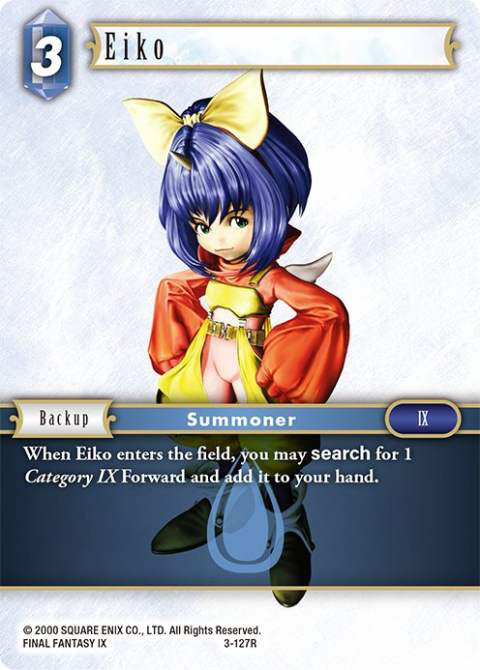 3
Eiko
Backup
Summoner
IX
When Eiko enters the field, you may search for 1
Category IX Forward and add it to your hand.
© 2000 SQUARE ENIX CO., LTD. All Rights Reserved.
FINAL FANTASY IX
3-127R